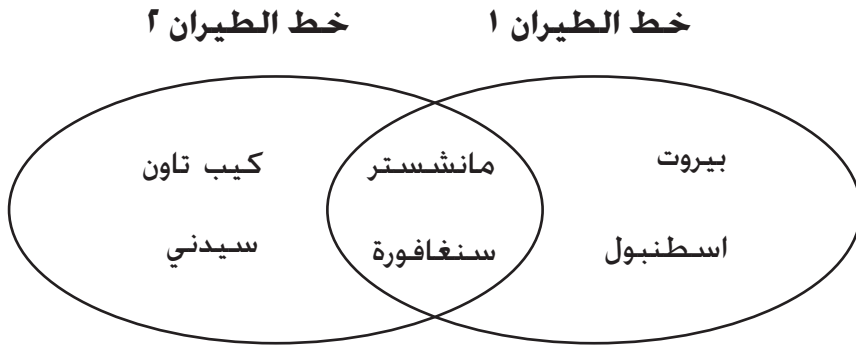 خط الطيران ١
خط الطيران ٢
بيروت
مانشستر
كيب تاون
اسطنبول
سنغافورة
سيدني